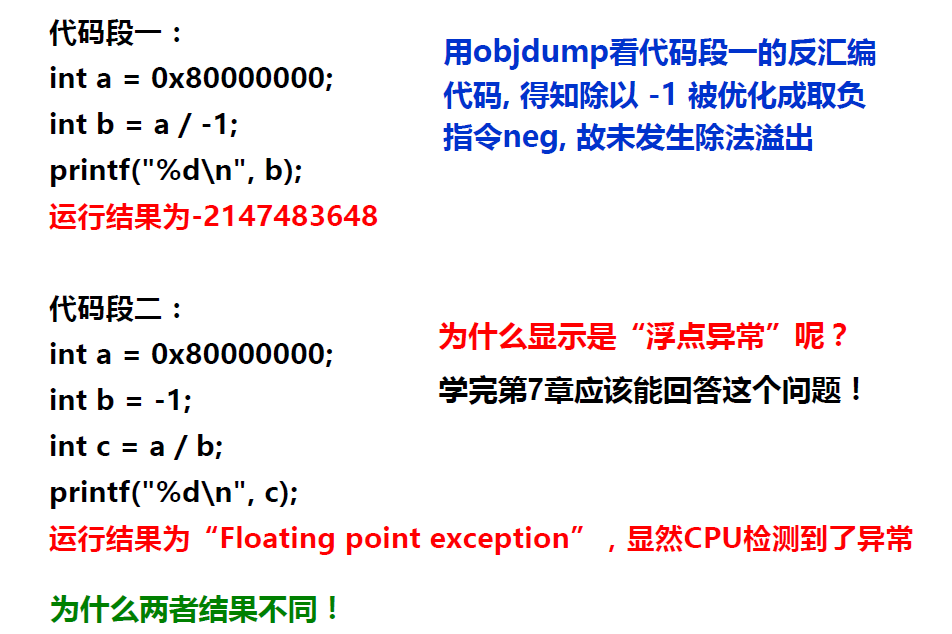 代码段一：
int a = 0x80000000;
int b = a / -1;
printf("%d\n", b);
运行结果为-2147483648
用objdump看代码段一的反汇编
代码, 得知除以 -1 被优化成取负
指令neg, 故未发生除法溢出
代码段二：
int a = 0x80000000;
int b = -1;
int c = a / b;
printf("%d\n", c);
运行结果为“Floating point exception”，显然CPU检测到了异常
为什么显示是“浮点异常”呢？
学完第7章应该能回答这个问题！
为什么两者结果不同！